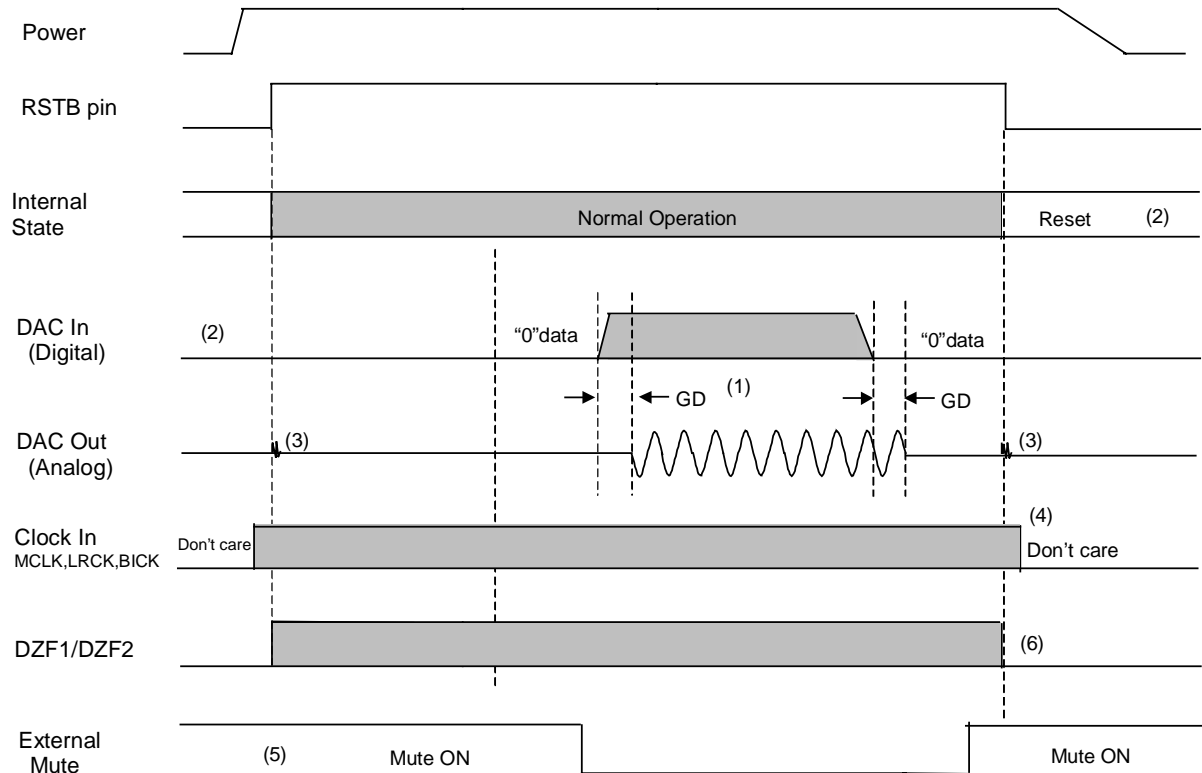 Power
RSTB pin
Internal
State
Normal Operation
Reset
(2)
DAC In
(Digital)
(2)
“0”data
“0”data
(1)
GD
GD
DAC Out
(Analog)
(3)
(3)
Clock In
MCLK,LRCK,BICK
Don’t care
(4)
Don’t care
DZF1/DZF2
(6)
External
Mute
(5)
Mute ON
Mute ON